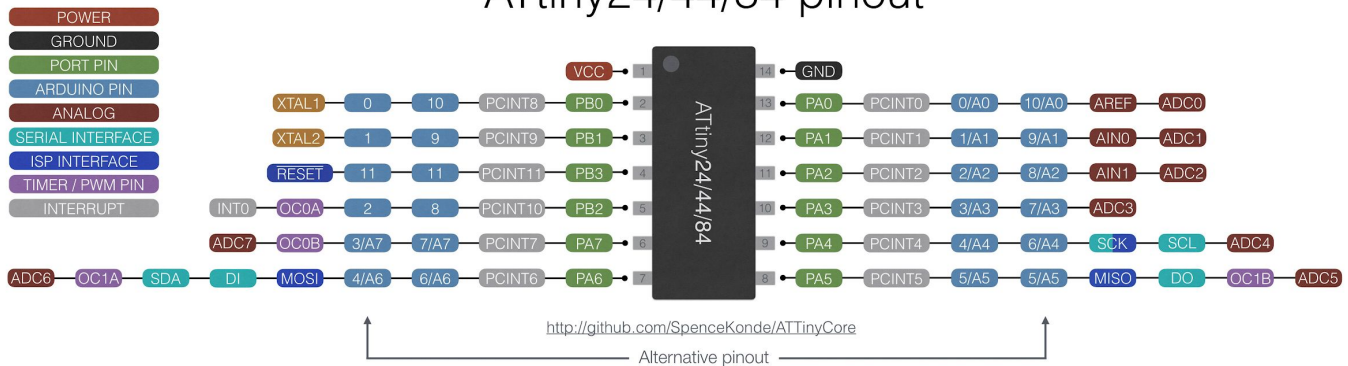 ATtiny24/44/84 pinout
POWER
GROUND
PORT PIN
ARDUINO PIN
ANALOG
SERIAL INTERFACE
ISP INTERFACE
TIMER / PWM PIN
INTERRUPT
VCC 1 14 GND
XTAL1 0 10 PCINT8 PB0 2 13 PA0 PCINT0 0/A0 10/A0 AREF ADC0
XTAL2 1 9 PCINT9 PB1 3 12 PA1 PCINT1 1/A1 9/A1 AIN0 ADC1
RESET 11 11 PCINT11 PB3 4 11 PA2 PCINT2 2/A2 8/A2 AIN1 ADC2
INT0 OC0A 2 8 PCINT10 PB2 5 10 PA3 PCINT3 3/A3 7/A3 ADC3
ADC7 OC0B 3/A7 7/A7 PCINT7 PA7 6 9 PA4 PCINT4 4/A4 6/A4 SCK SCL ADC4
ADC6 OC1A SDA DI MOSI 4/A6 6/A6 PCINT6 PA6 7 8 PA5 PCINT5 5/A5 5/A5 MISO DO OC1B ADC5
ATtiny24/44/84
http://github.com/SpenceKonde/ATTinyCore
Alternative pinout